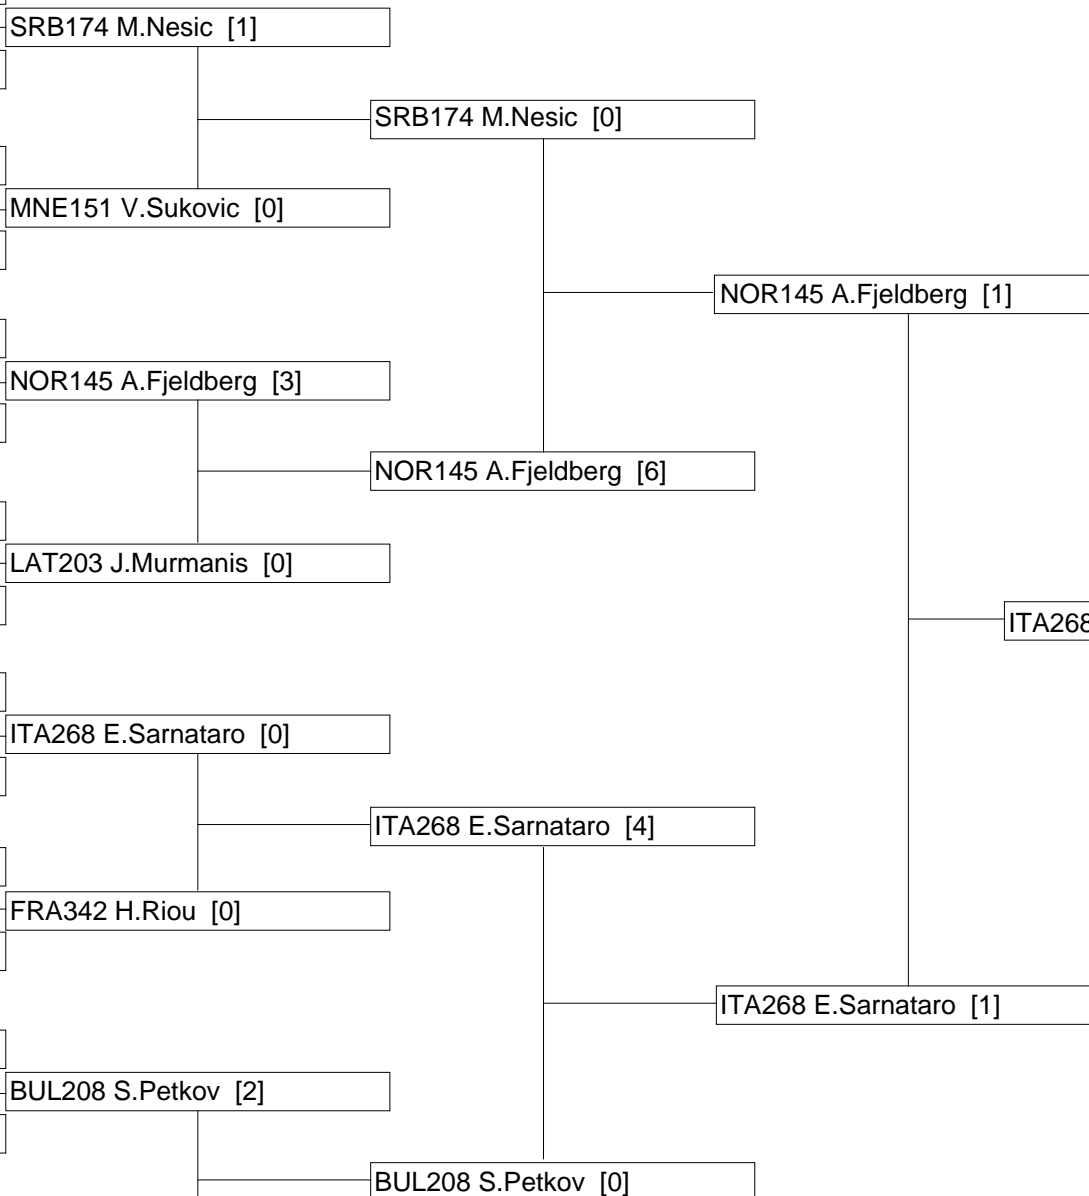 SRB174 M.Nesic [1]
SRB174 M.Nesic [0]
MNE151 V.Sukovic [0]
NOR145 A.Fjeldberg [1]
NOR145 A.Fjeldberg [3]
NOR145 A.Fjeldberg [6]
LAT203 J.Murmanis [0]
ITA268
ITA268 E.Sarnataro [0]
ITA268 E.Sarnataro [4]
FRA342 H.Riou [0]
ITA268 E.Sarnataro [1]
BUL208 S.Petkov [2]
BUL208 S.Petkov [0]